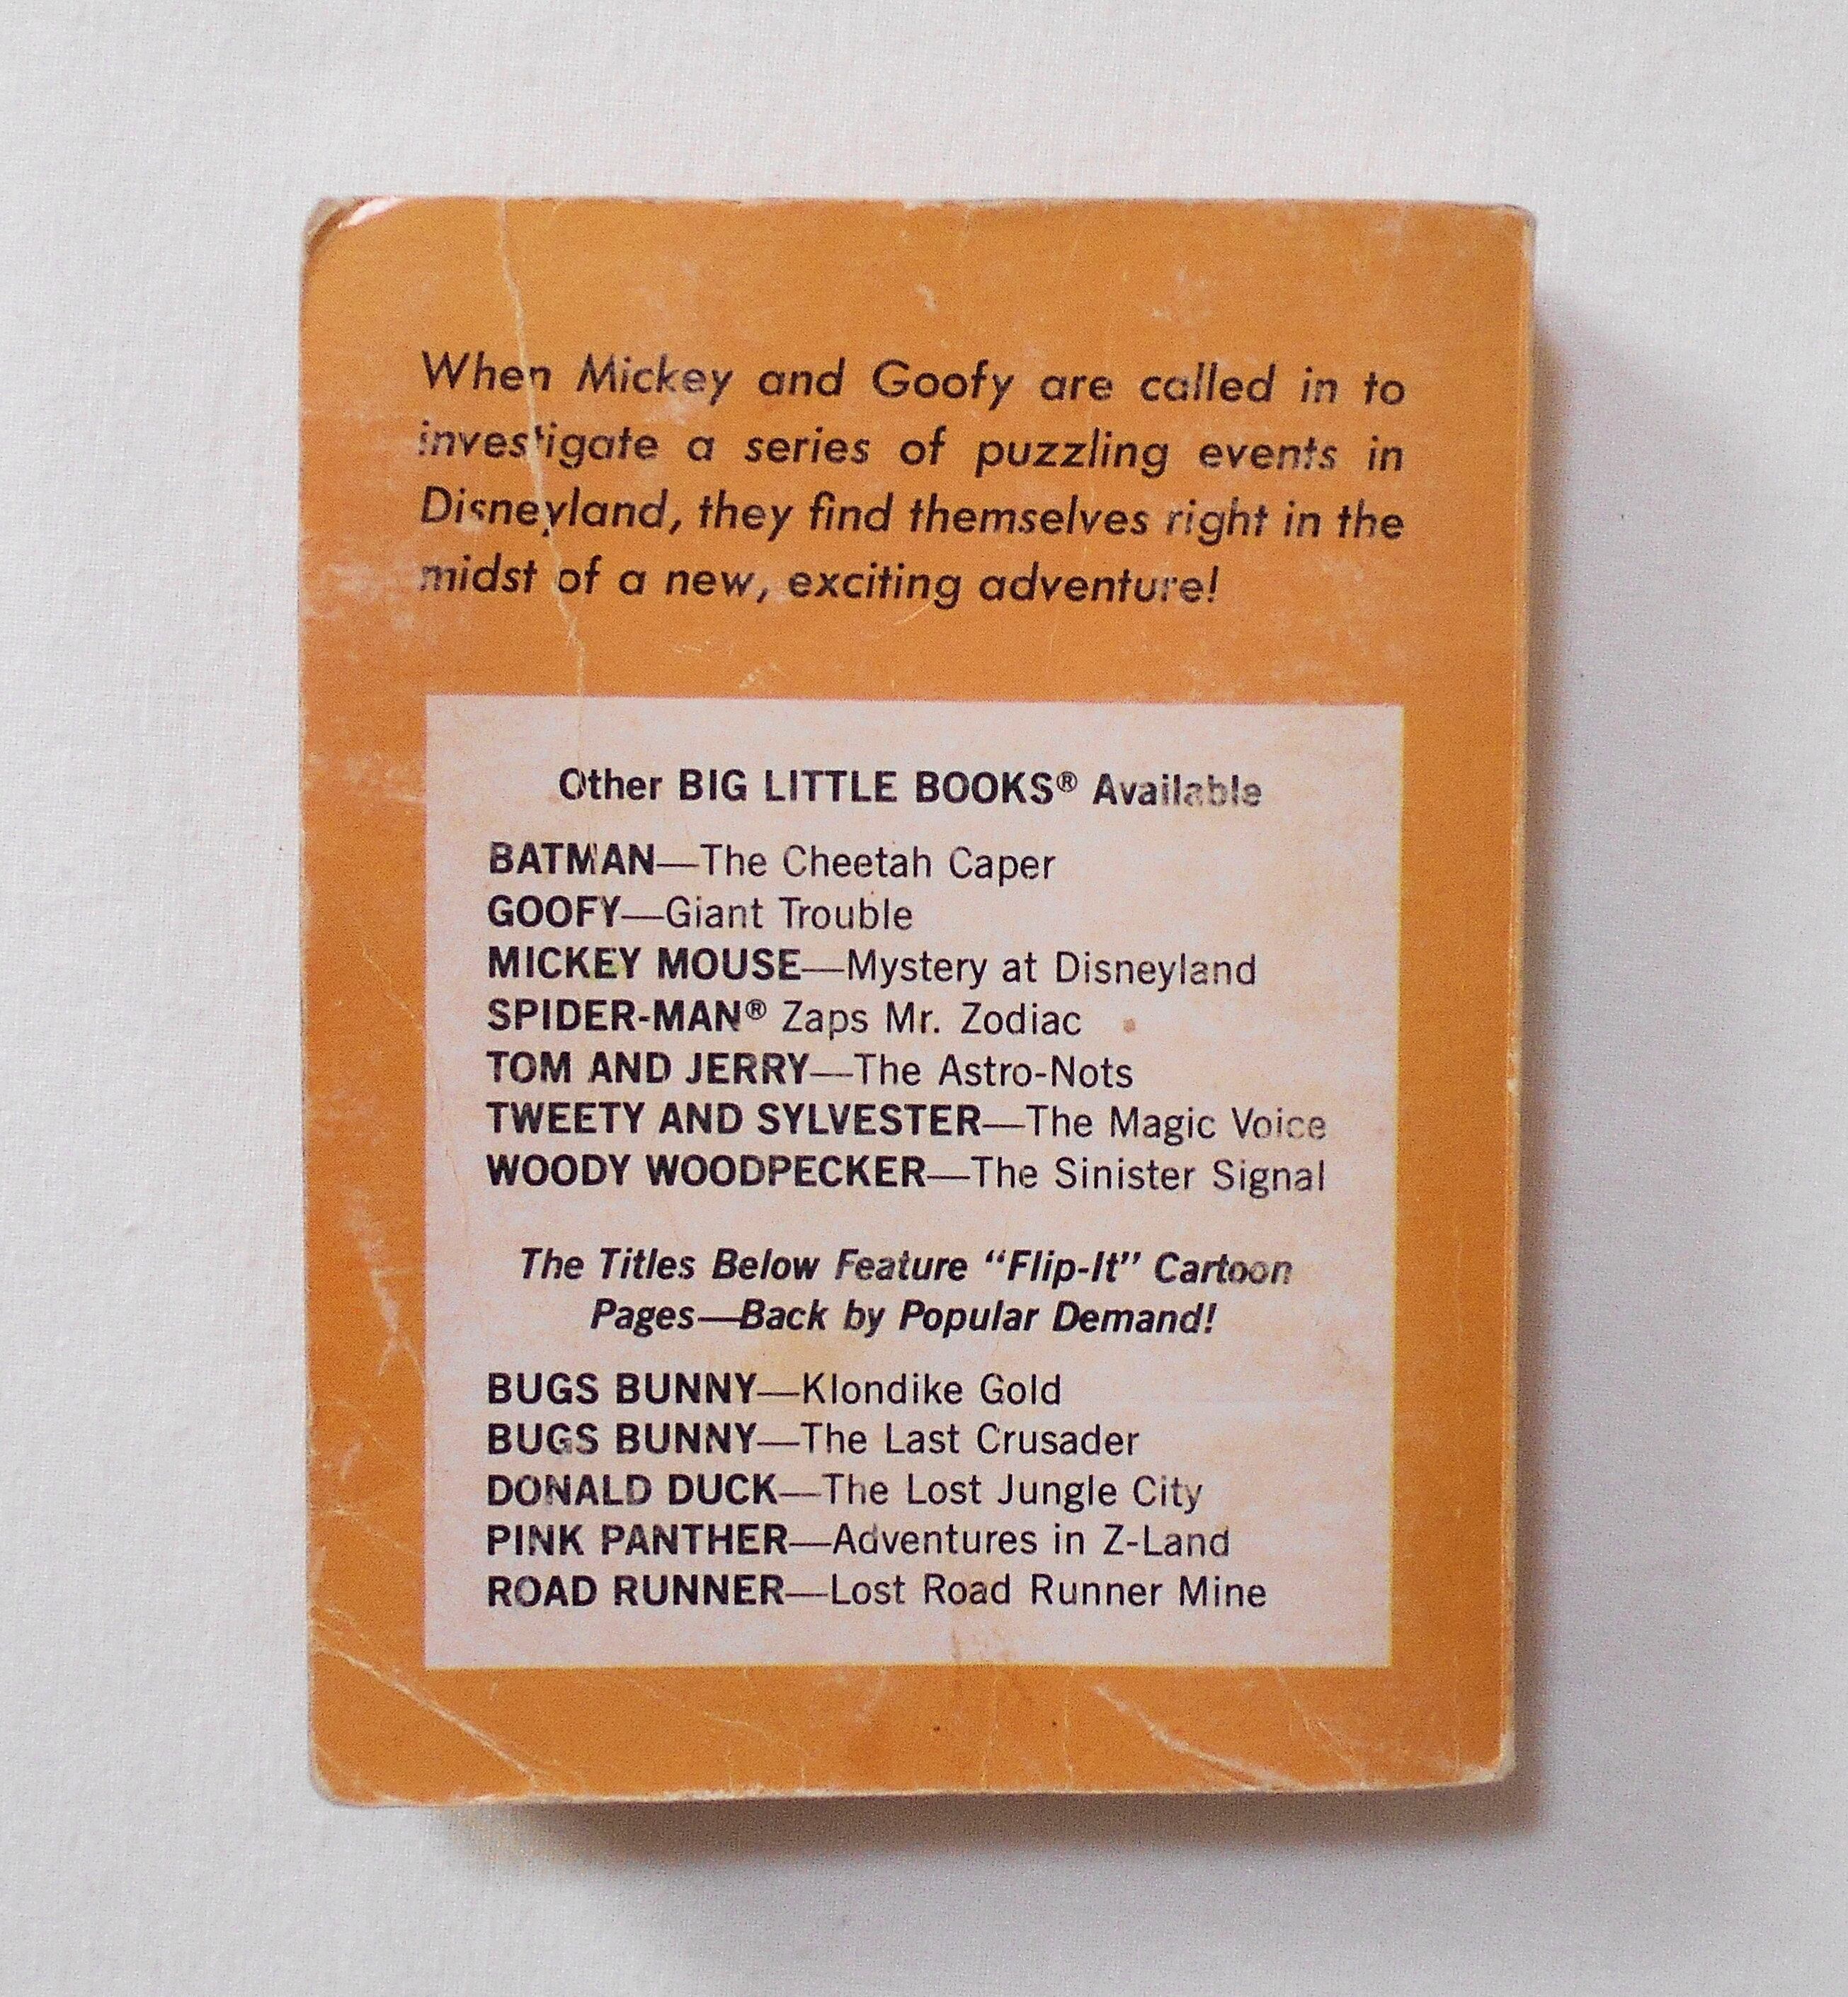 When Mickey and Goofy are called in to
investigate a series of puzzling events in
Disneyland, they find themselves right in the
midst of a new, exciting adventure!
Other BIG LITTLE BOOKS® Available
BATMAN—The Cheetah Caper
GOOFY—Giant Trouble
MICKEY MOUSE—Mystery at Disneyland
SPIDER-MAN® Zaps Mr. Zodiac
TOM AND JERRY—The Astro-Nots
TWEETY AND SYLVESTER—The Magic Voice
WOODY WOODPECKER—The Sinister Signal
The Titles Below Feature “Flip-It” Cartoon
Pages—Back by Popular Demand!
BUGS BUNNY—Klondike Gold
BUGS BUNNY—The Last Crusader
DONALD DUCK—The Lost Jungle City
PINK PANTHER—Adventures in Z-Land
ROAD RUNNER—Lost Road Runner Mine